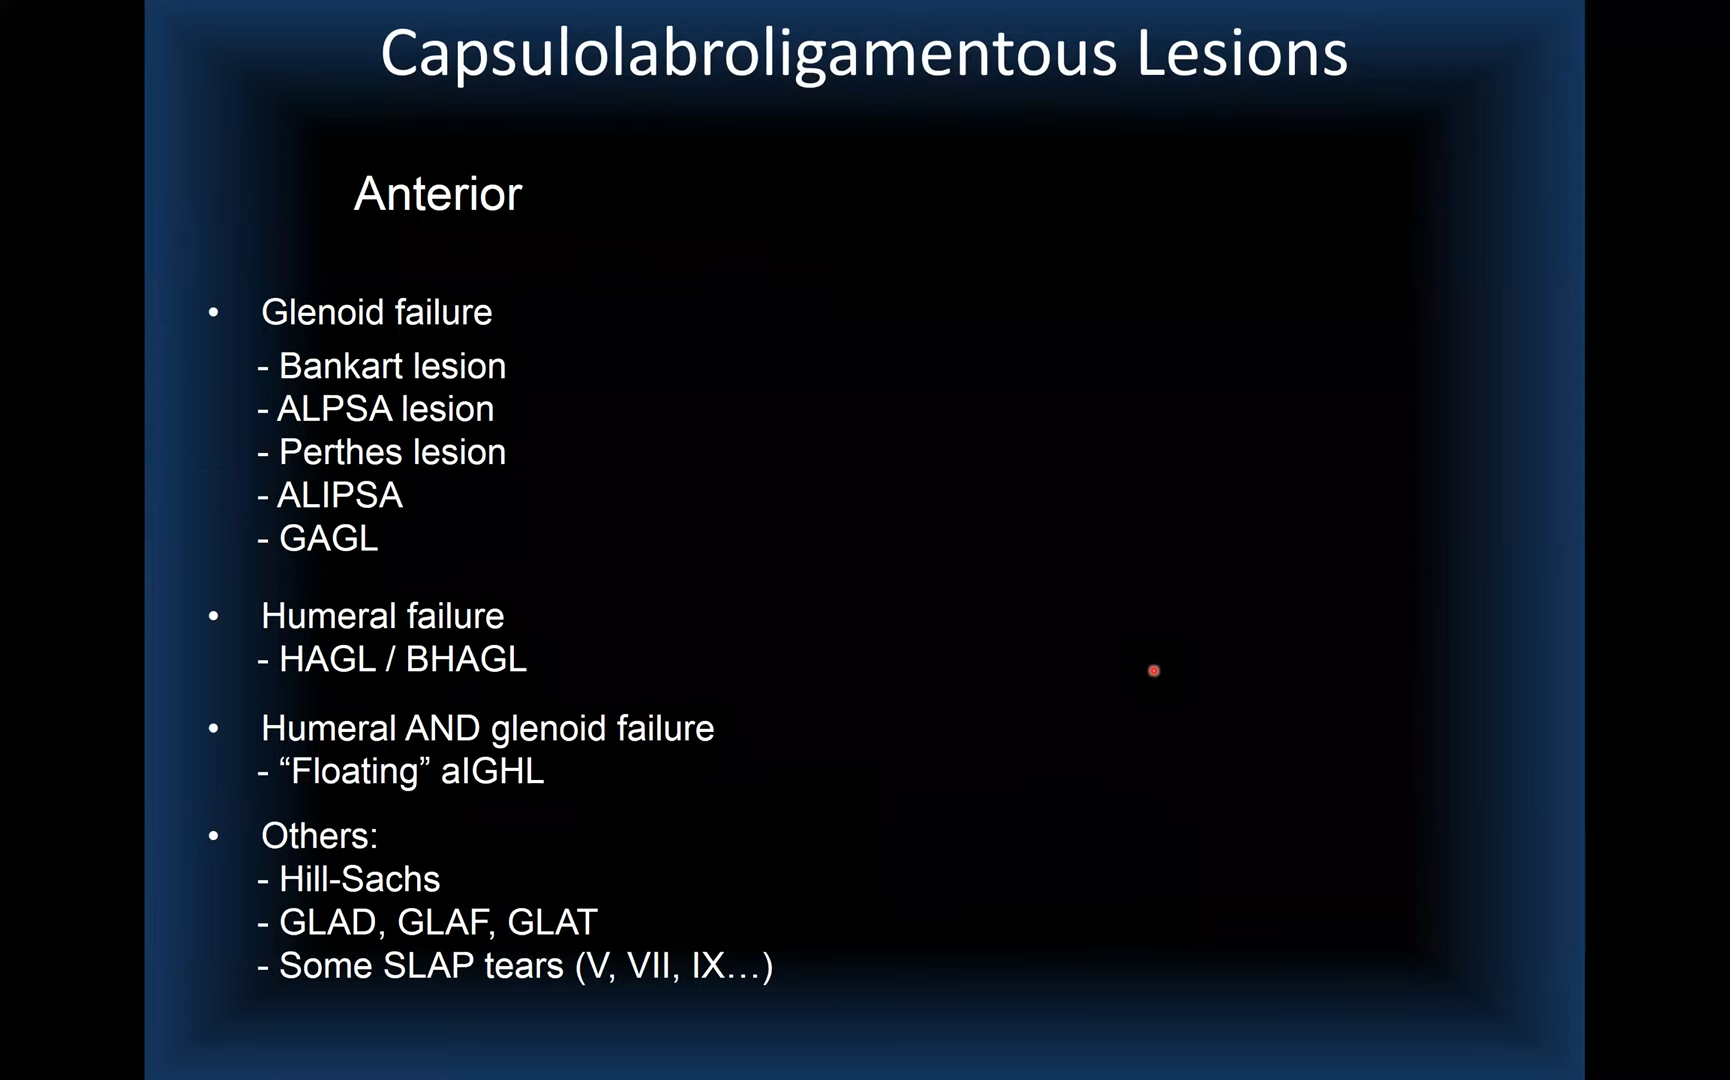 Capsulolabroligamentous Lesions
Anterior
• Glenoid failure
- Bankart lesion
- ALPSA lesion
- Perthes lesion
- ALIPSA
- GAGL
• Humeral failure
- HAGL / BHAGL
• Humeral AND glenoid failure
- “Floating” aIGHL
• Others:
- Hill-Sachs
- GLAD, GLAF, GLAT
- Some SLAP tears (V, VII, IX…)